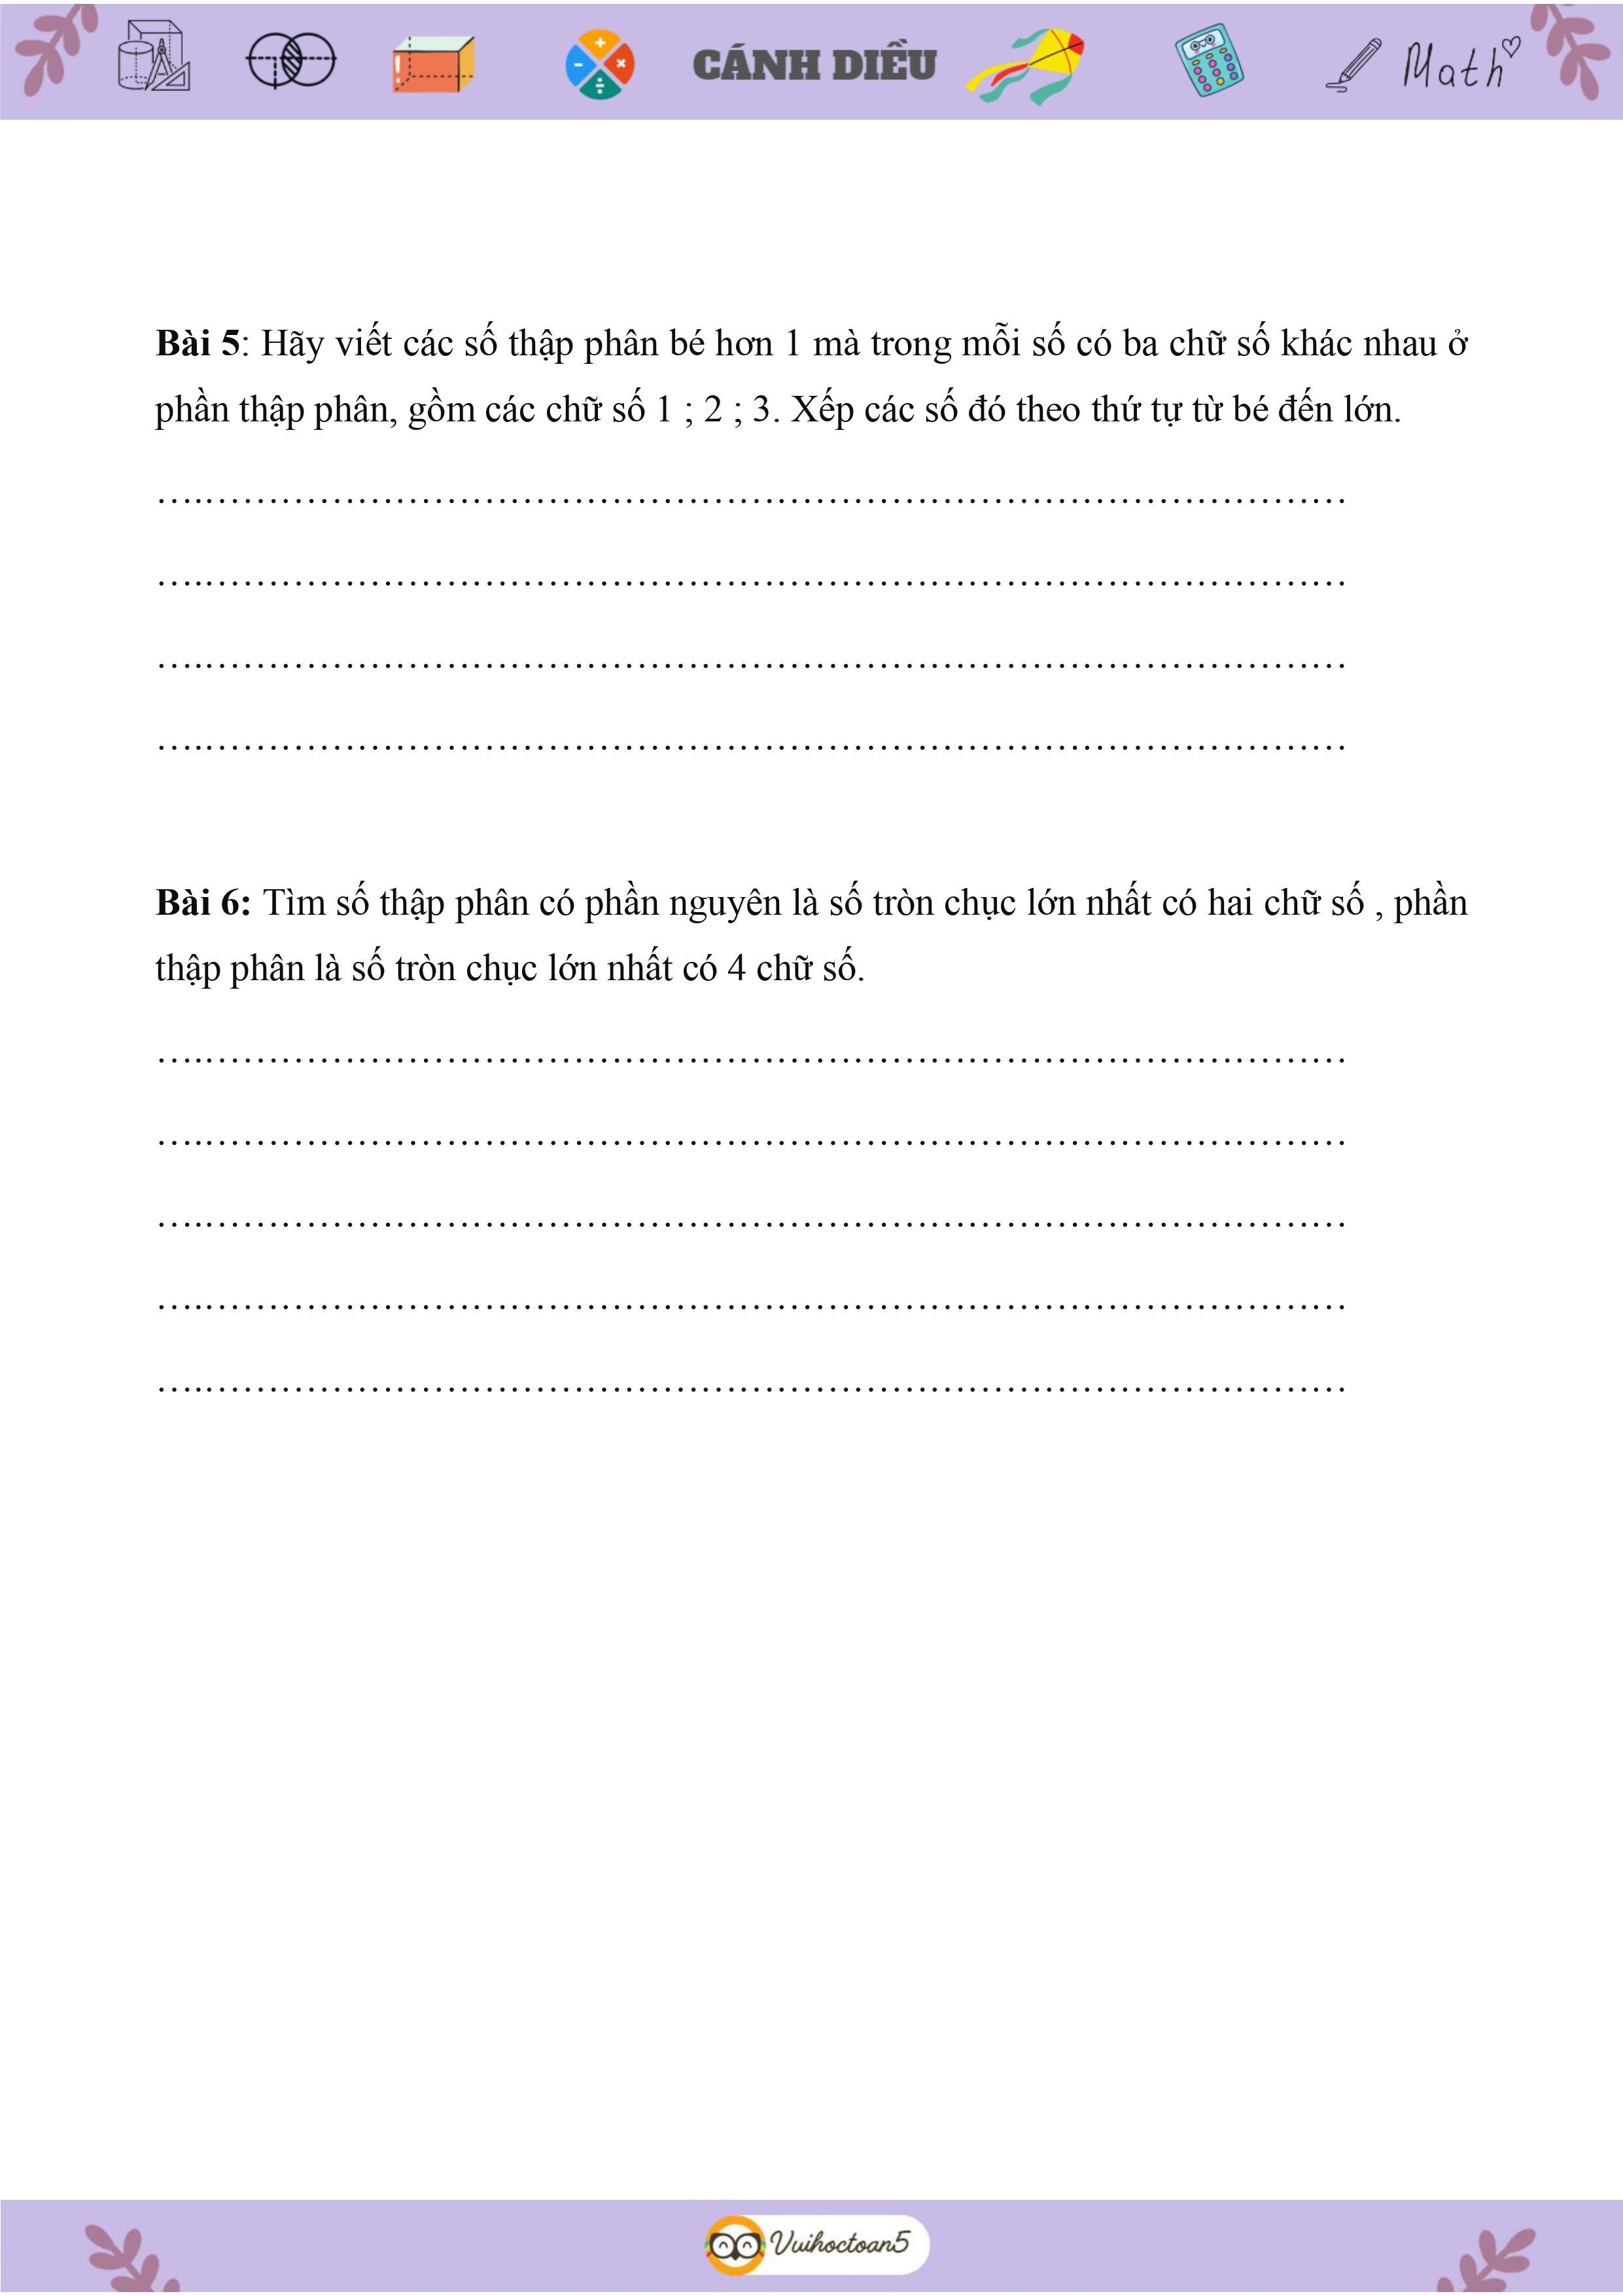 CÁNH DIỀU
Math
Bài 5: Hãy viết các số thập phân bé hơn 1 mà trong mỗi số có ba chữ số khác nhau ở
phần thập phân, gồm các chữ số 1 ; 2 ; 3. Xếp các số đó theo thứ tự từ bé đến lớn.
………………………………………………………………………………………
………………………………………………………………………………………
………………………………………………………………………………………
………………………………………………………………………………………
Bài 6: Tìm số thập phân có phần nguyên là số tròn chục lớn nhất có hai chữ số , phần
thập phân là số tròn chục lớn nhất có 4 chữ số.
………………………………………………………………………………………
………………………………………………………………………………………
………………………………………………………………………………………
………………………………………………………………………………………
………………………………………………………………………………………
Vuihoctoan5